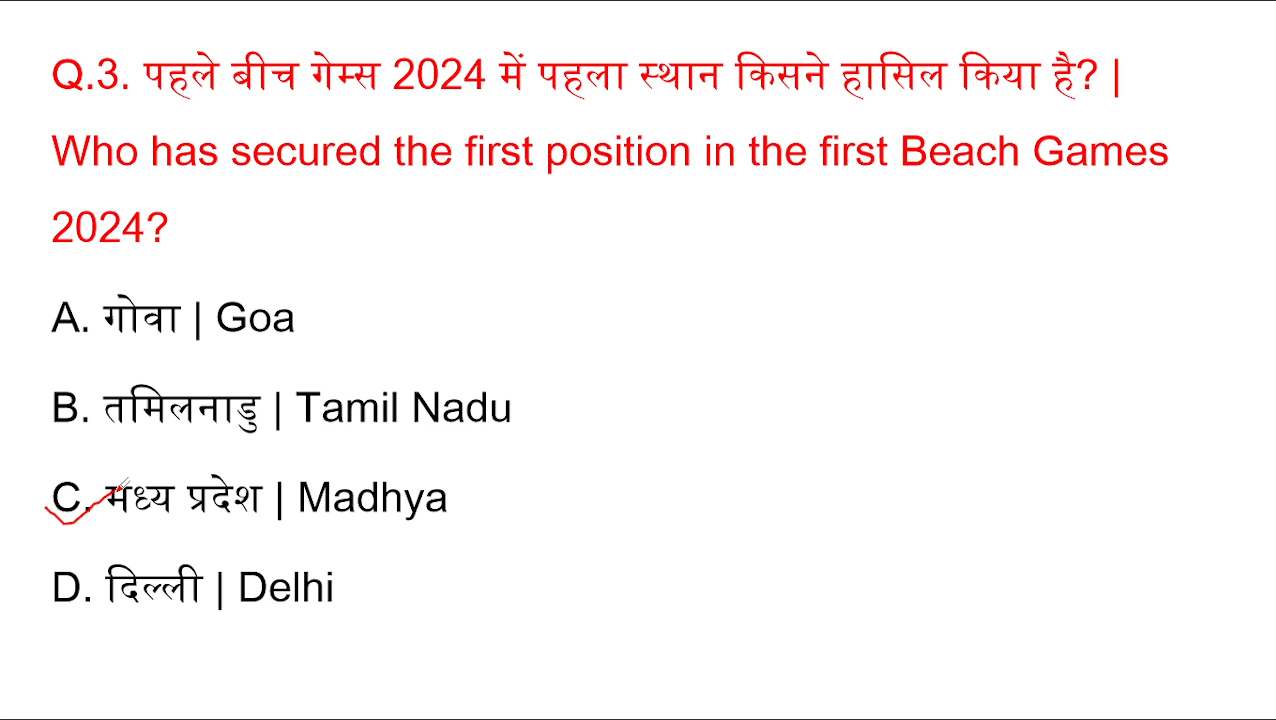 Q.3. पहले बीच गेम्स 2024 में पहला स्थान किसने हासिल किया है? |
Who has secured the first position in the first Beach Games
2024?
A. गोवा | Goa
B. तमिलनाडु | Tamil Nadu
C. मध्य प्रदेश | Madhya
D. दिल्ली | Delhi